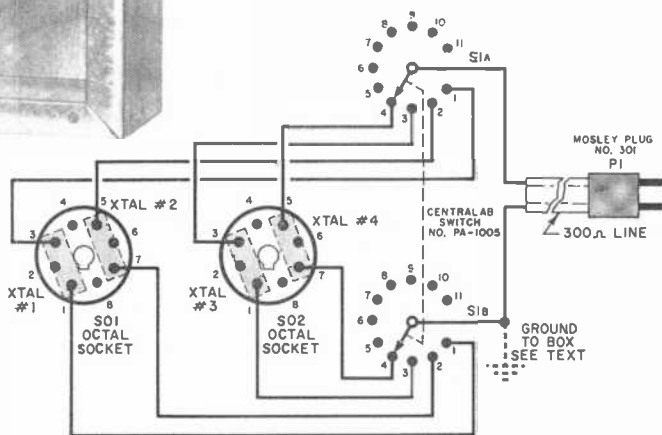 9
8
10
7
11
6
S1A
5
1
4
3
2
MOSLEY PLUG
NO. 301
P1
4
5
XTAL #2
3
6
2
7
XTAL
#1
1
8
SO1
OCTAL
SOCKET
4
5
XTAL #4
3
6
2
7
XTAL
#3
1
8
SO2
OCTAL
SOCKET
CENTRALAB
SWITCH
NO. PA-1005
300Ω LINE
9
8
10
7
11
6
S1B
5
1
4
3
2
GROUND
TO BOX
SEE TEXT